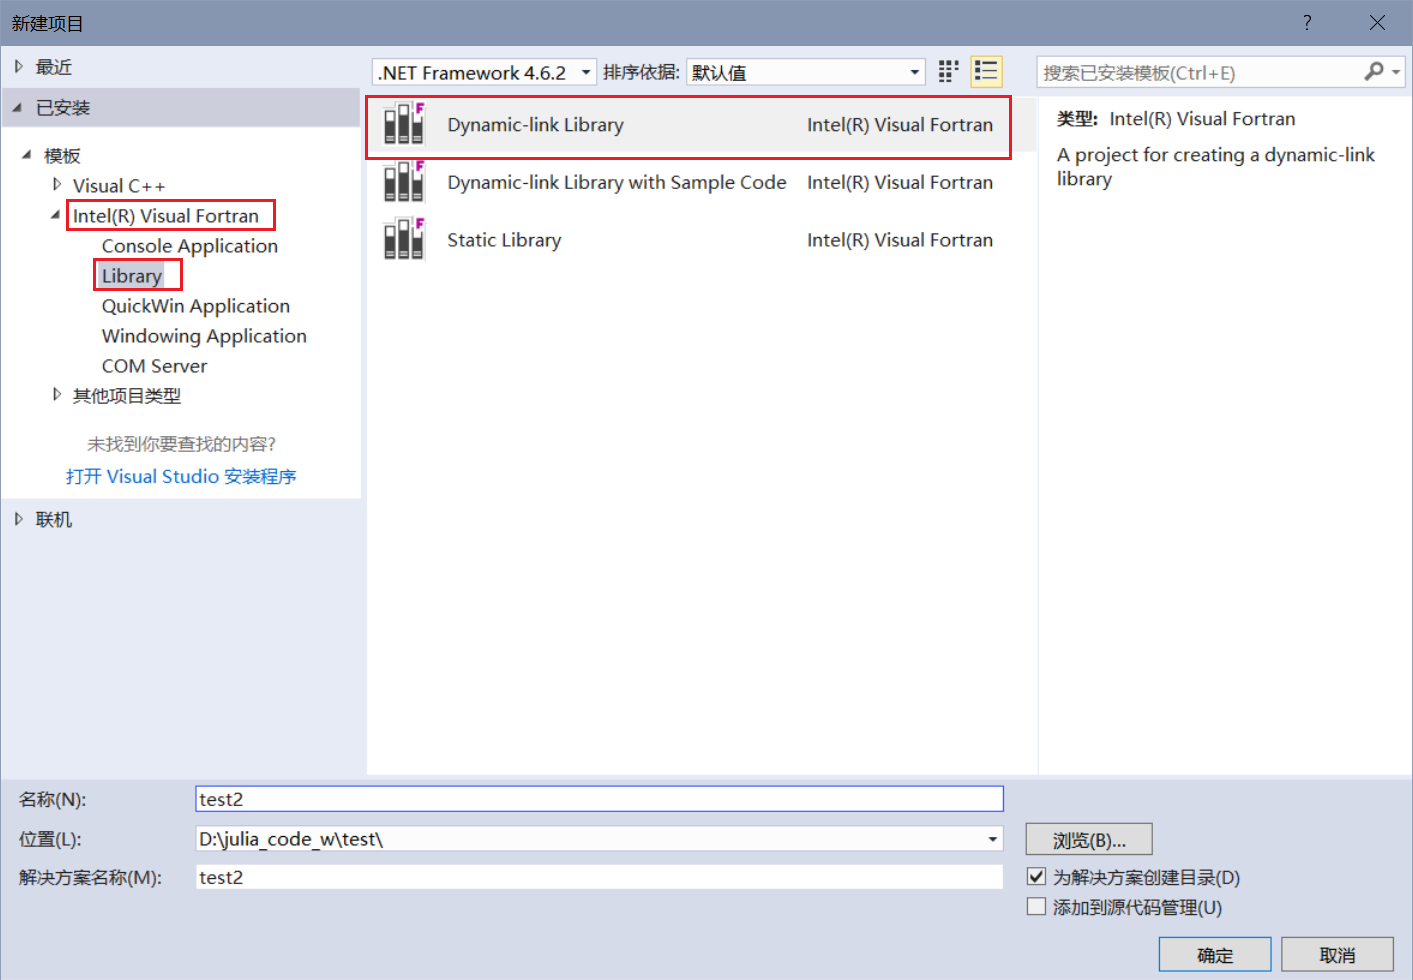 新建项目
?
最近
已安装
模板
Visual C++
Intel(R) Visual Fortran
Console Application
Library
QuickWin Application
Windowing Application
COM Server
其他项目类型
未找到你要查找的内容?
打开 Visual Studio 安装程序
联机
.NET Framework 4.6.2
排序依据:
默认值
搜索已安装模板(Ctrl+E)
Dynamic-link Library
Intel(R) Visual Fortran
Dynamic-link Library with Sample Code
Intel(R) Visual Fortran
Static Library
Intel(R) Visual Fortran
类型: Intel(R) Visual Fortran
A project for creating a dynamic-link
library
名称(N):
test2
位置(L):
D:\julia_code_w\test\
浏览(B)...
解决方案名称(M):
test2
为解决方案创建目录(D)
添加到源代码管理(U)
确定
取消